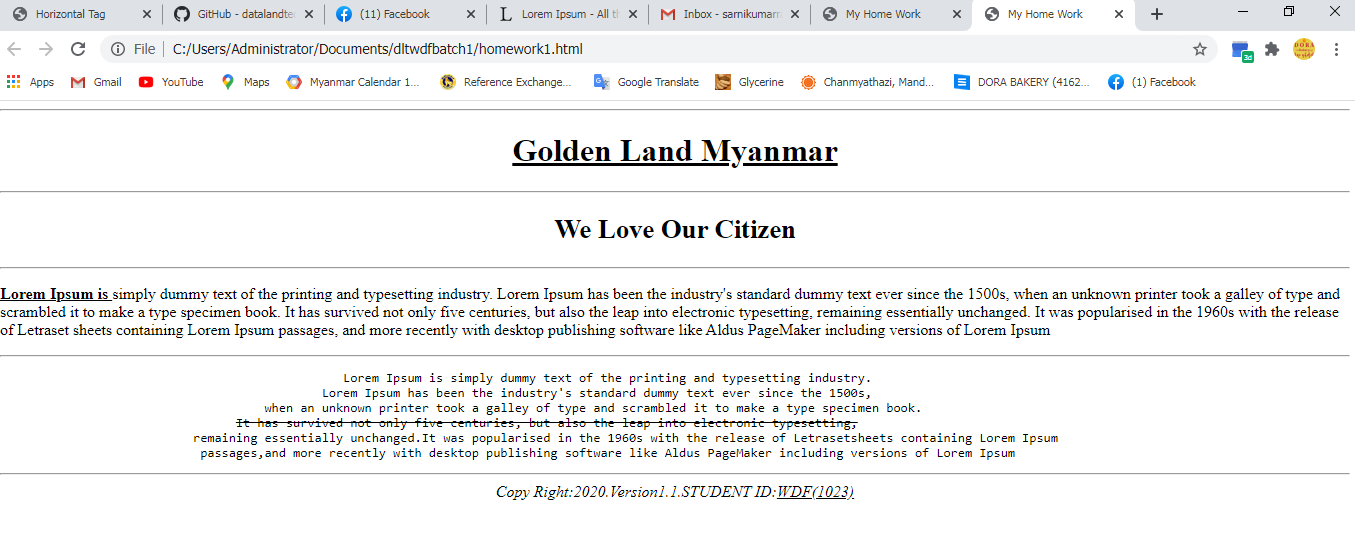 Horizontal Tag
GitHub - datalandtec
(11) Facebook
Lorem Ipsum - All th
Inbox - sarnikumarm
My Home Work
My Home Work
File
C:/Users/Administrator/Documents/dltwdfbatch1/homework1.html
Apps
Gmail
YouTube
Maps
Myanmar Calendar 1...
Reference Exchange...
Google Translate
Glycerine
Chanmyathazi, Mand...
DORA BAKERY (4162...
(1) Facebook
Golden Land Myanmar
We Love Our Citizen
Lorem Ipsum is simply dummy text of the printing and typesetting industry. Lorem Ipsum has been the industry's standard dummy text ever since the 1500s, when an unknown printer took a galley of type and
scrambled it to make a type specimen book. It has survived not only five centuries, but also the leap into electronic typesetting, remaining essentially unchanged. It was popularised in the 1960s with the release
of Letraset sheets containing Lorem Ipsum passages, and more recently with desktop publishing software like Aldus PageMaker including versions of Lorem Ipsum
Lorem Ipsum is simply dummy text of the printing and typesetting industry.
Lorem Ipsum has been the industry's standard dummy text ever since the 1500s,
when an unknown printer took a galley of type and scrambled it to make a type specimen book.
It has survived not only five centuries, but also the leap into electronic typesetting,
remaining essentially unchanged.It was popularised in the 1960s with the release of Letrasetsheets containing Lorem Ipsum
passages,and more recently with desktop publishing software like Aldus PageMaker including versions of Lorem Ipsum
Copy Right:2020.Version1.1.STUDENT ID:WDF(1023)